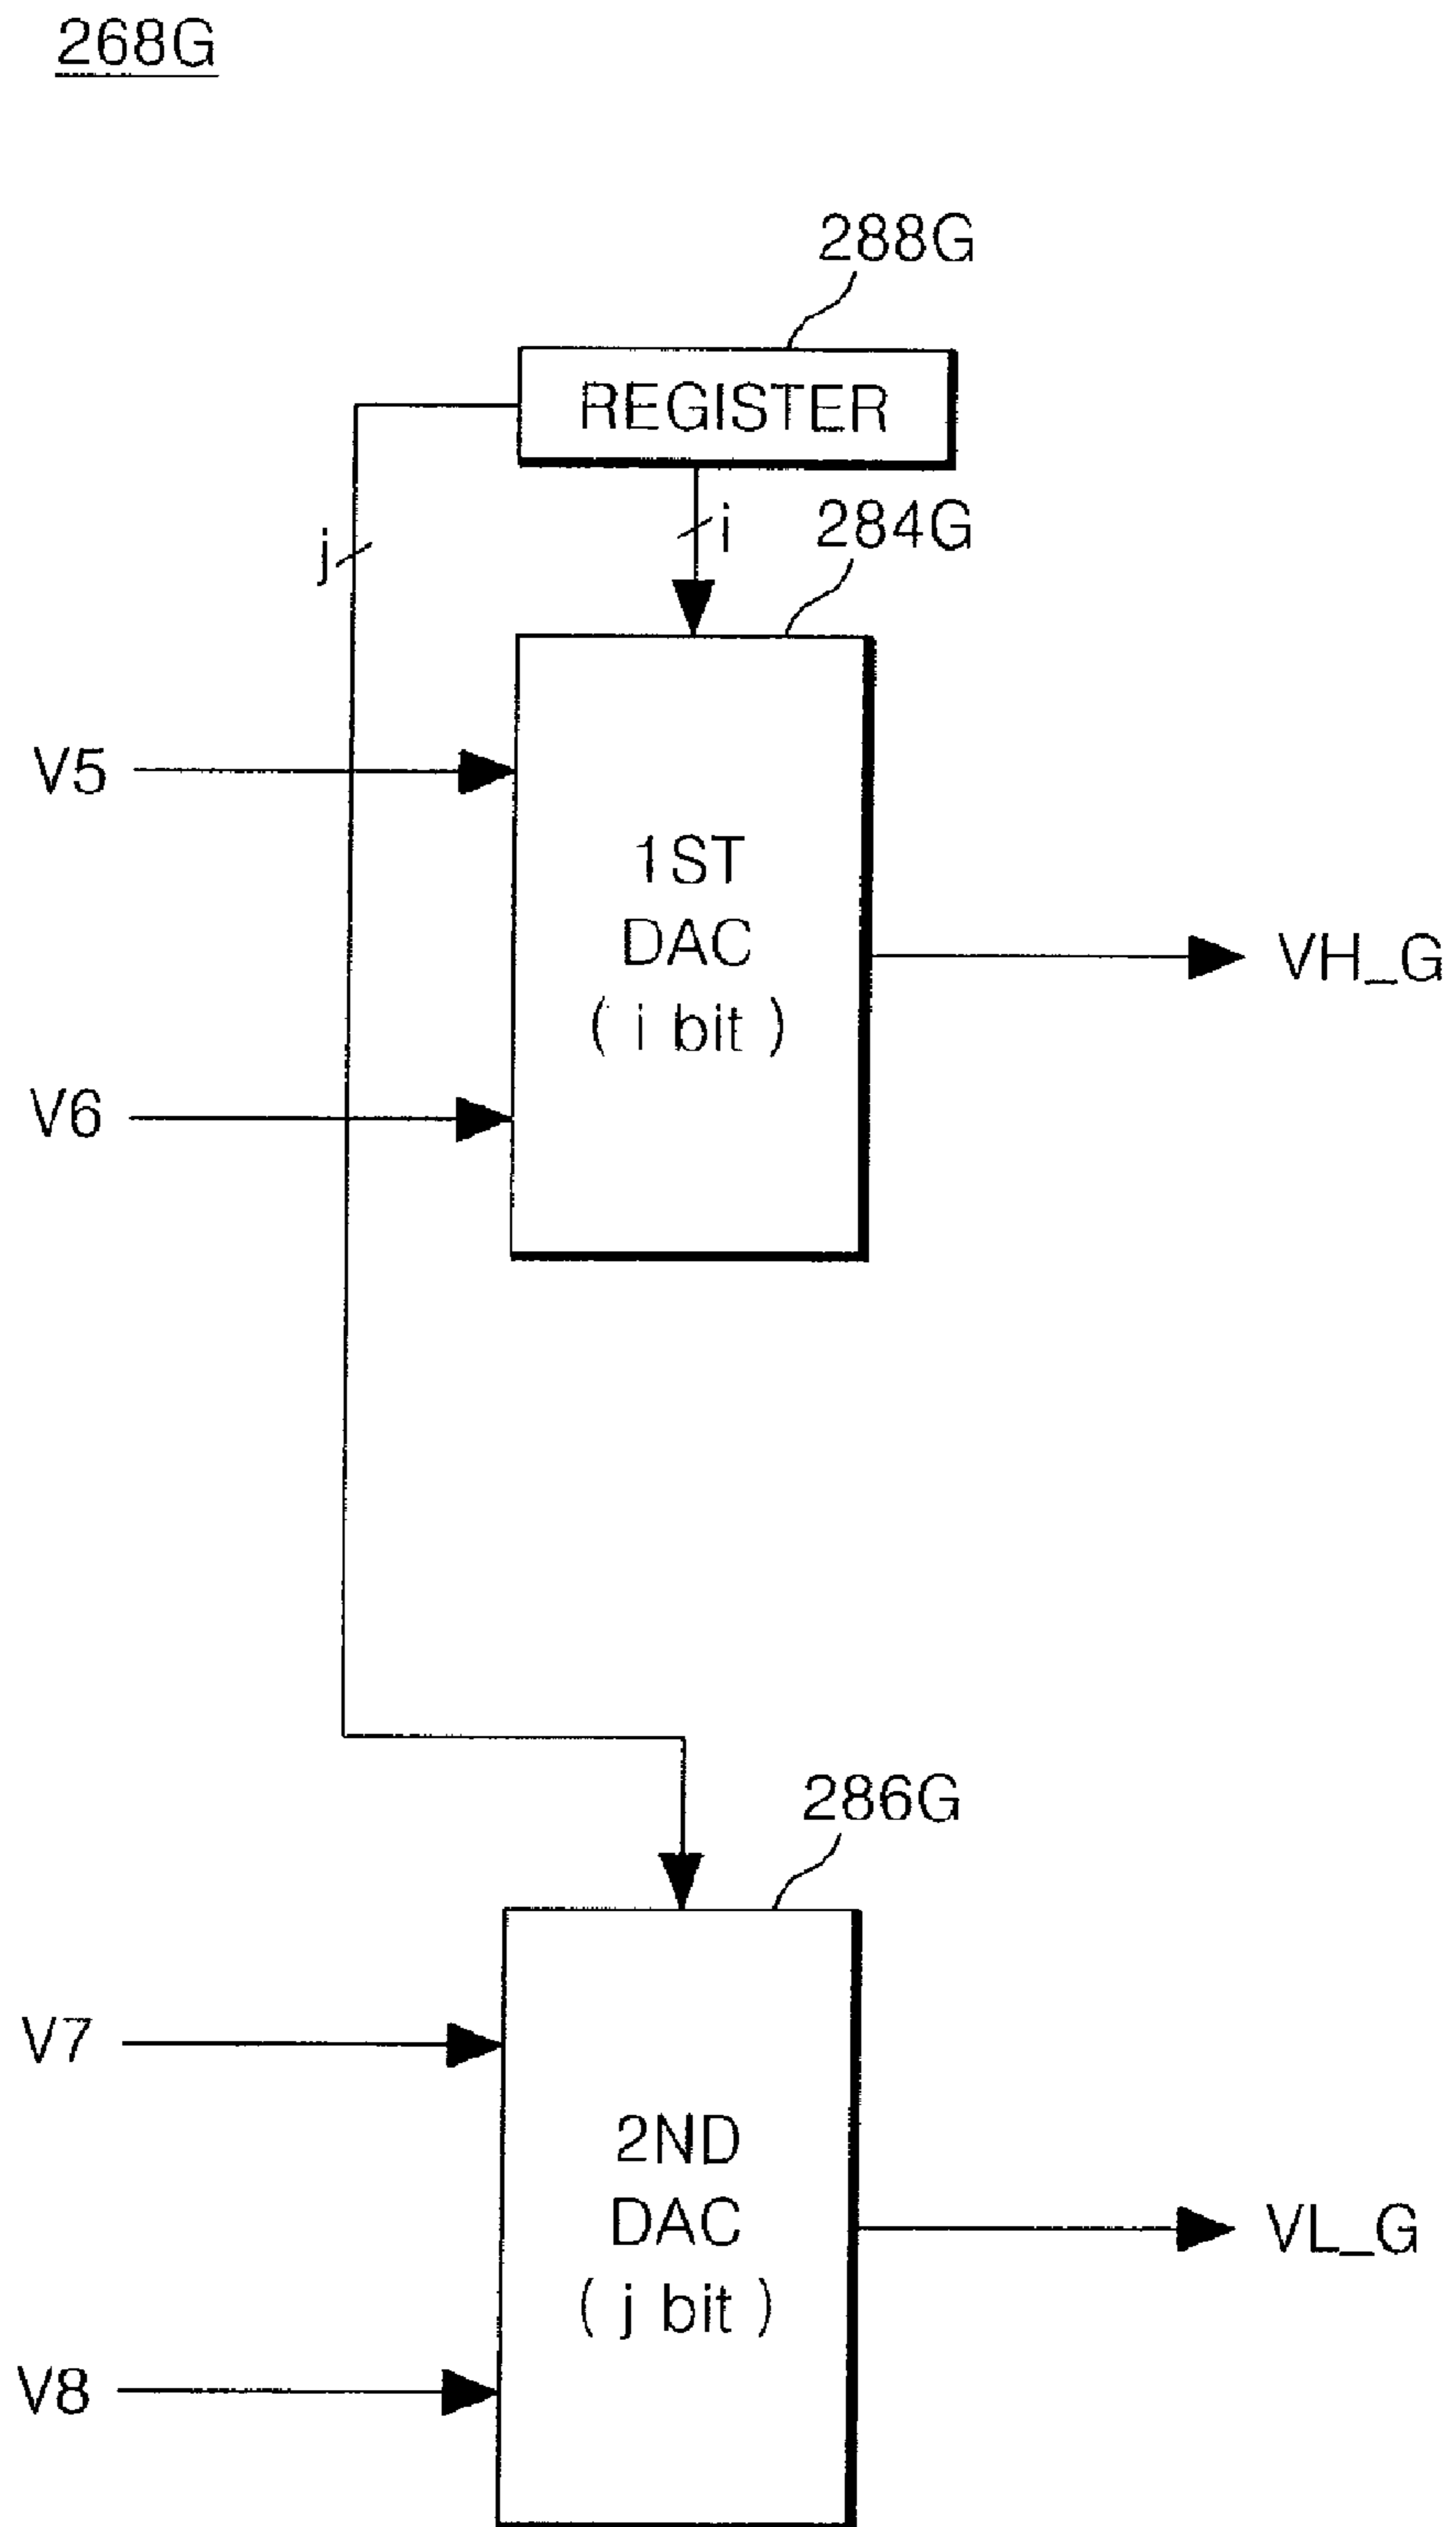 268G
288G
REGISTER
j
i
284G
V5
1ST
DAC
( i bit )
VH_G
V6
286G
V7
2ND
DAC
( j bit )
VL_G
V8